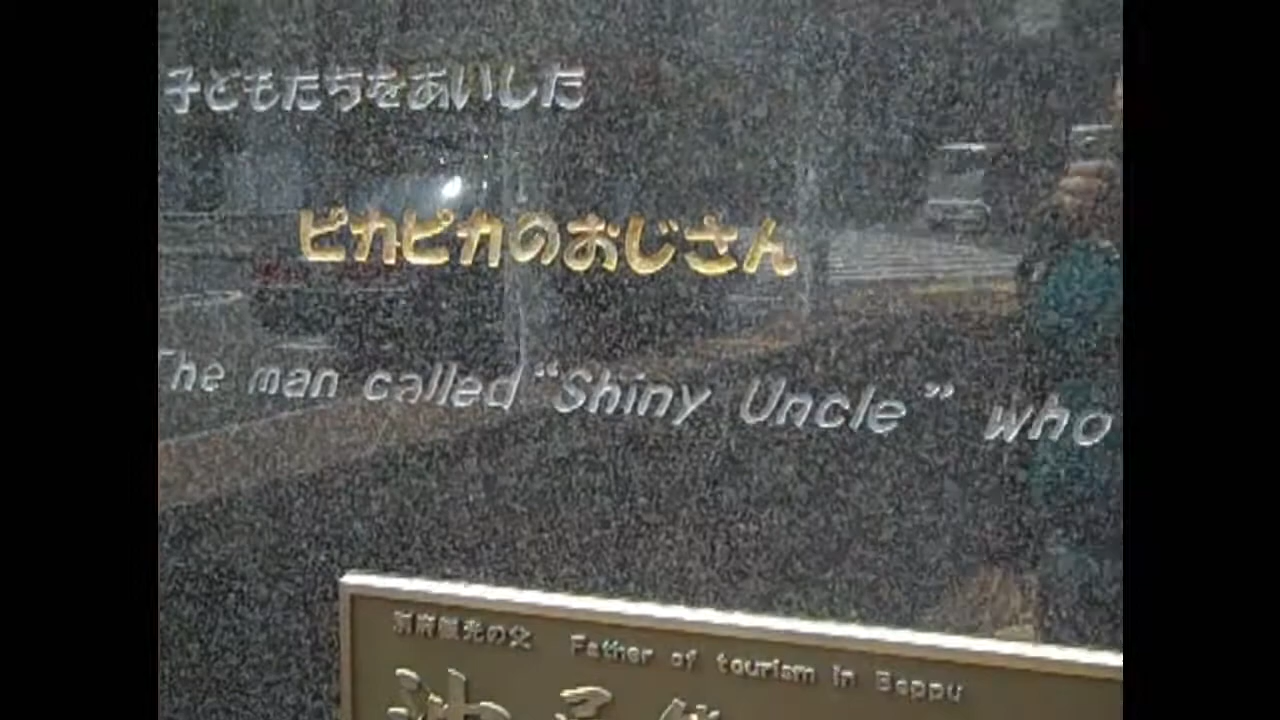 子どもたちをあいした
ピカピカのおじさん
The man called “Shiny Uncle” who
別府観光の父 Father of tourism in Beppu